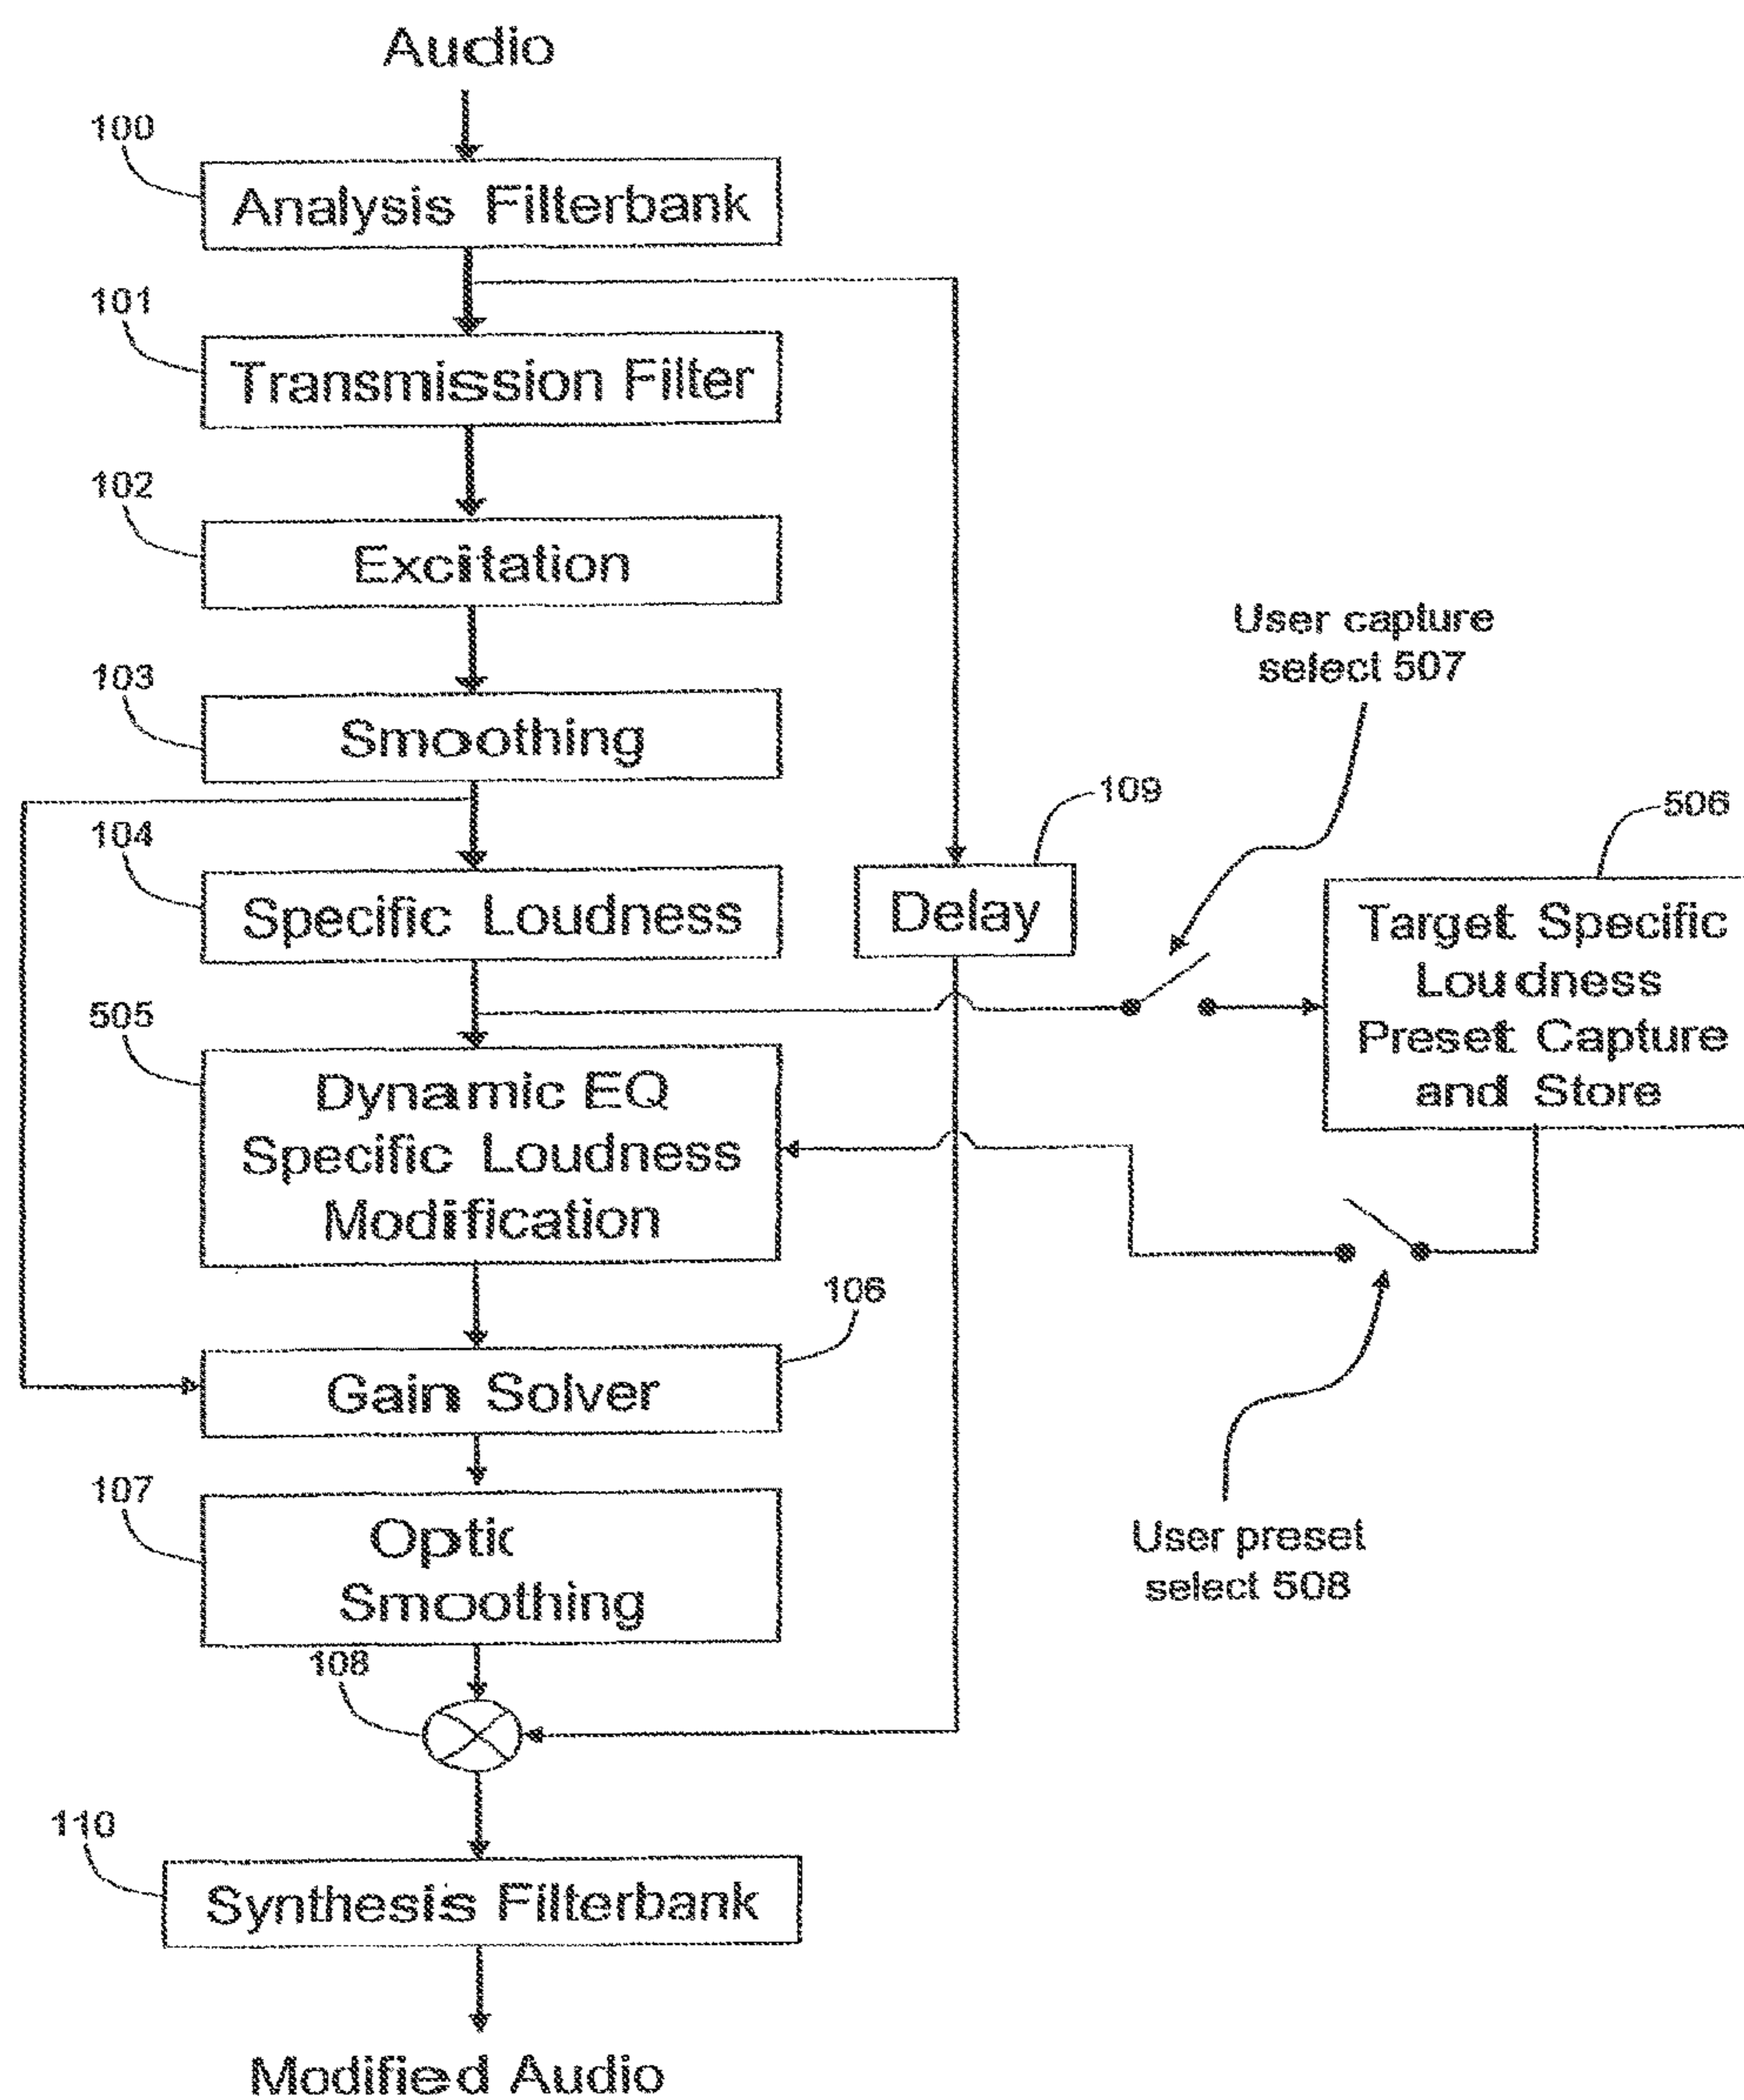 Audio
100
Analysis Filterbank
101
Transmission Filter
102
Excitation
103
Smoothing
104
Specific Loudness
109
Delay
User capture
select 507
506
Target Specific
Loudness
Preset Capture
and Store
505
Dynamic EQ
Specific Loudness
Modification
106
Gain Solver
User preset
select 508
107
Optic
Smoothing
108
110
Synthesis Filterbank
Modified Audio